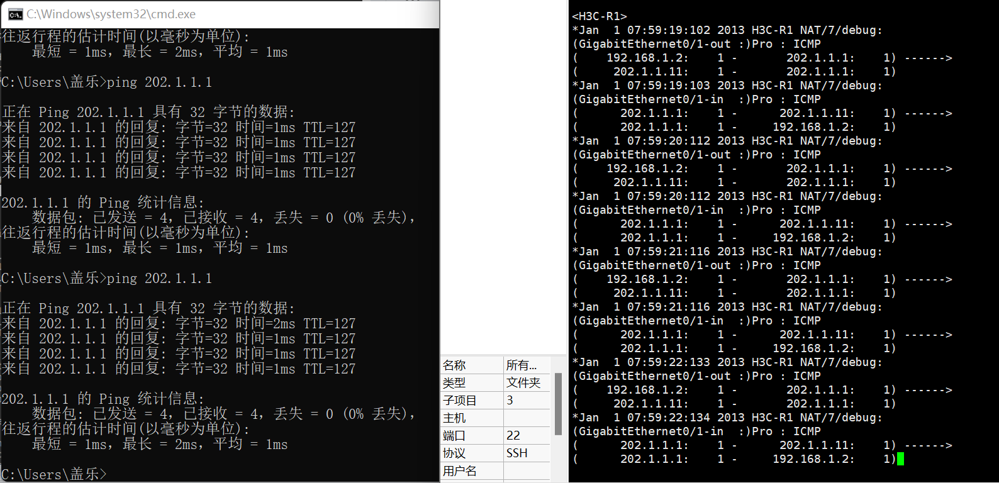 C:\Windows\system32\cmd.exe
往返行程的估计时间(以毫秒为单位):
    最短 = 1ms，最长 = 2ms，平均 = 1ms
C:\Users\盖乐>ping 202.1.1.1
正在 Ping 202.1.1.1 具有 32 字节的数据:
来自 202.1.1.1 的回复: 字节=32 时间=1ms TTL=127
来自 202.1.1.1 的回复: 字节=32 时间=1ms TTL=127
来自 202.1.1.1 的回复: 字节=32 时间=1ms TTL=127
来自 202.1.1.1 的回复: 字节=32 时间=1ms TTL=127
202.1.1.1 的 Ping 统计信息:
    数据包: 已发送 = 4，已接收 = 4，丢失 = 0 (0% 丢失)，
往返行程的估计时间(以毫秒为单位):
    最短 = 1ms，最长 = 1ms，平均 = 1ms
C:\Users\盖乐>ping 202.1.1.1
正在 Ping 202.1.1.1 具有 32 字节的数据:
来自 202.1.1.1 的回复: 字节=32 时间=2ms TTL=127
来自 202.1.1.1 的回复: 字节=32 时间=1ms TTL=127
来自 202.1.1.1 的回复: 字节=32 时间=1ms TTL=127
来自 202.1.1.1 的回复: 字节=32 时间=1ms TTL=127
202.1.1.1 的 Ping 统计信息:
    数据包: 已发送 = 4，已接收 = 4，丢失 = 0 (0% 丢失)，
往返行程的估计时间(以毫秒为单位):
    最短 = 1ms，最长 = 2ms，平均 = 1ms
C:\Users\盖乐>
名称 所有...
类型 文件夹
子项目 3
主机
端口 22
协议 SSH
用户名
<H3C-R1>
*Jan  1 07:59:19:102 2013 H3C-R1 NAT/7/debug:
(GigabitEthernet0/1-out :)Pro : ICMP
(    192.168.1.2:    1 -       202.1.1.1:    1) ------>
(     202.1.1.11:    1 -       202.1.1.1:    1)
*Jan  1 07:59:19:103 2013 H3C-R1 NAT/7/debug:
(GigabitEthernet0/1-in  :)Pro : ICMP
(      202.1.1.1:    1 -      202.1.1.11:    1) ------>
(      202.1.1.1:    1 -     192.168.1.2:    1)
*Jan  1 07:59:20:112 2013 H3C-R1 NAT/7/debug:
(GigabitEthernet0/1-out :)Pro : ICMP
(    192.168.1.2:    1 -       202.1.1.1:    1) ------>
(     202.1.1.11:    1 -       202.1.1.1:    1)
*Jan  1 07:59:20:112 2013 H3C-R1 NAT/7/debug:
(GigabitEthernet0/1-in  :)Pro : ICMP
(      202.1.1.1:    1 -      202.1.1.11:    1) ------>
(      202.1.1.1:    1 -     192.168.1.2:    1)
*Jan  1 07:59:21:116 2013 H3C-R1 NAT/7/debug:
(GigabitEthernet0/1-out :)Pro : ICMP
(    192.168.1.2:    1 -       202.1.1.1:    1) ------>
(     202.1.1.11:    1 -       202.1.1.1:    1)
*Jan  1 07:59:21:116 2013 H3C-R1 NAT/7/debug:
(GigabitEthernet0/1-in  :)Pro : ICMP
(      202.1.1.1:    1 -      202.1.1.11:    1) ------>
(      202.1.1.1:    1 -     192.168.1.2:    1)
*Jan  1 07:59:22:133 2013 H3C-R1 NAT/7/debug:
(GigabitEthernet0/1-out :)Pro : ICMP
(    192.168.1.2:    1 -       202.1.1.1:    1) ------>
(     202.1.1.11:    1 -       202.1.1.1:    1)
*Jan  1 07:59:22:134 2013 H3C-R1 NAT/7/debug:
(GigabitEthernet0/1-in  :)Pro : ICMP
(      202.1.1.1:    1 -      202.1.1.11:    1) ------>
(      202.1.1.1:    1 -     192.168.1.2:    1)